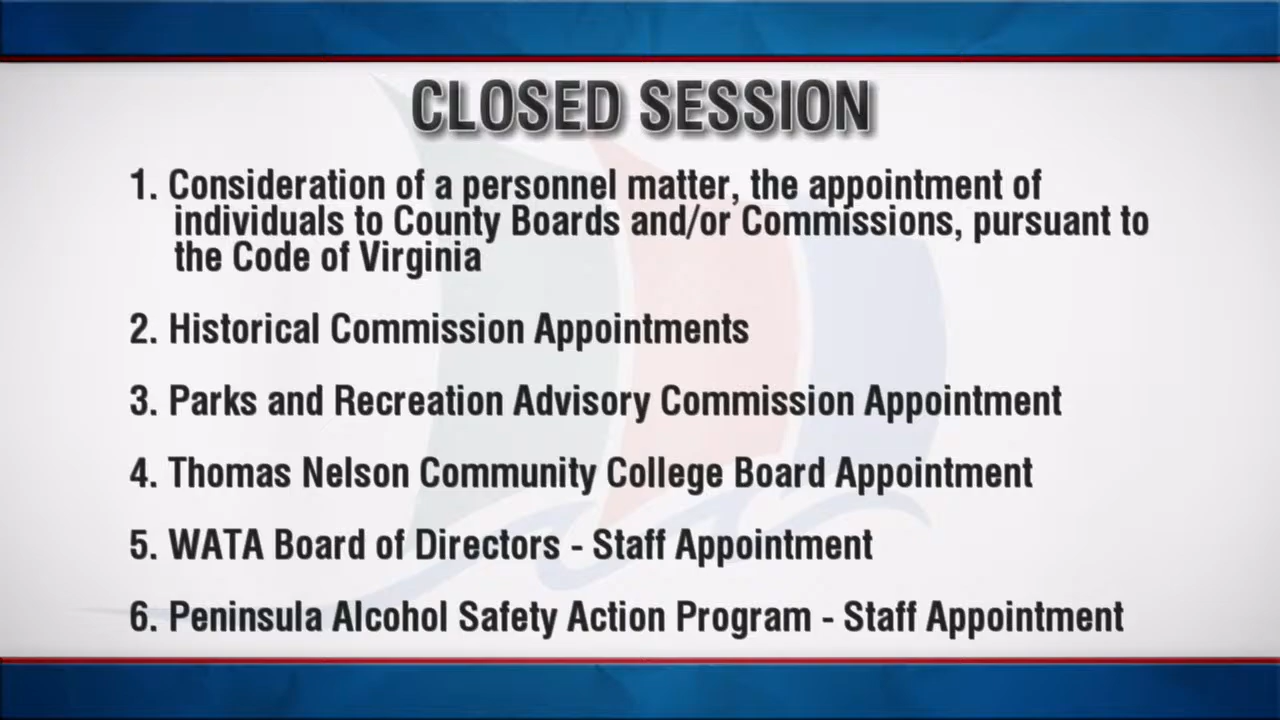 CLOSED SESSION
1. Consideration of a personnel matter, the appointment of
individuals to County Boards and/or Commissions, pursuant to
the Code of Virginia
2. Historical Commission Appointments
3. Parks and Recreation Advisory Commission Appointment
4. Thomas Nelson Community College Board Appointment
5. WATA Board of Directors - Staff Appointment
6. Peninsula Alcohol Safety Action Program - Staff Appointment